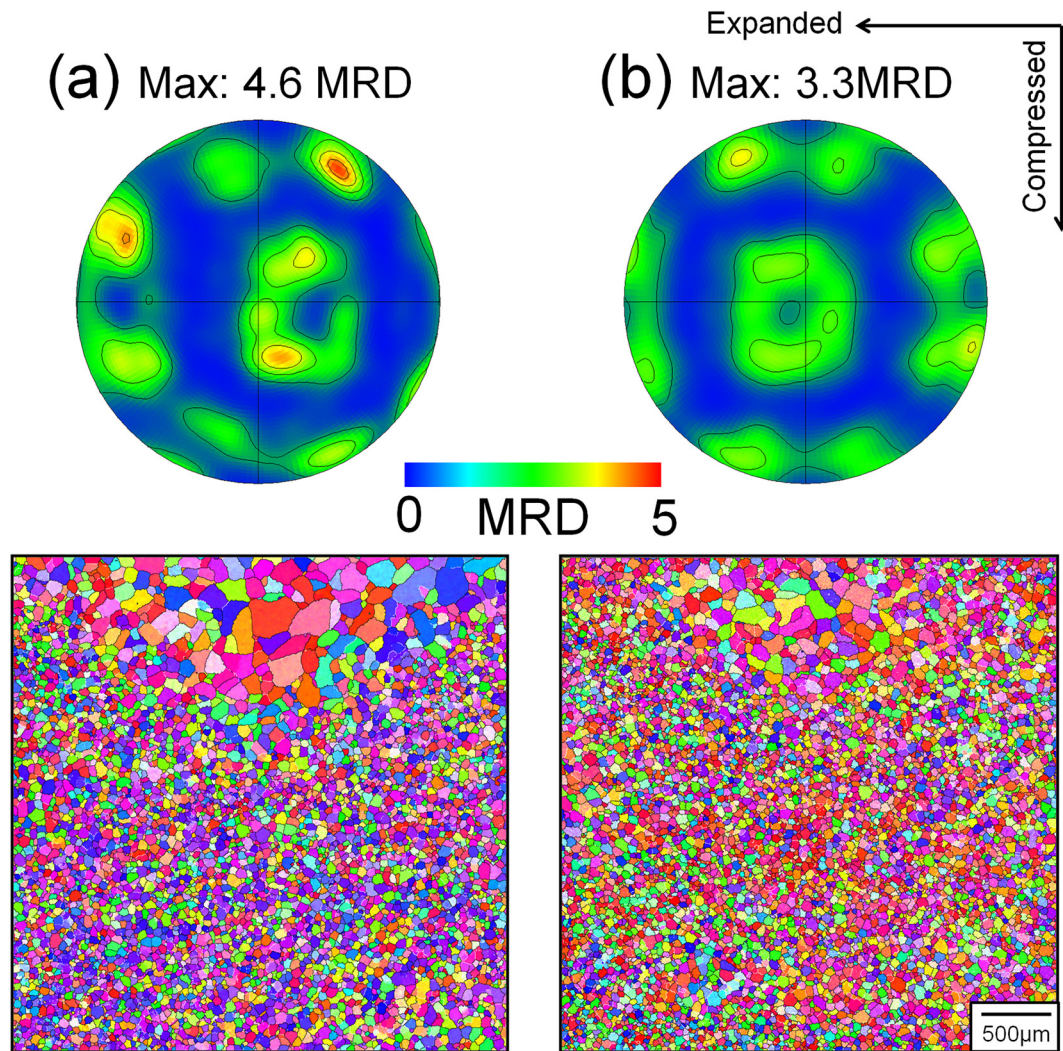 Expanded
Compressed
(a) Max: 4.6 MRD
(b) Max: 3.3MRD
0 MRD 5
500μm